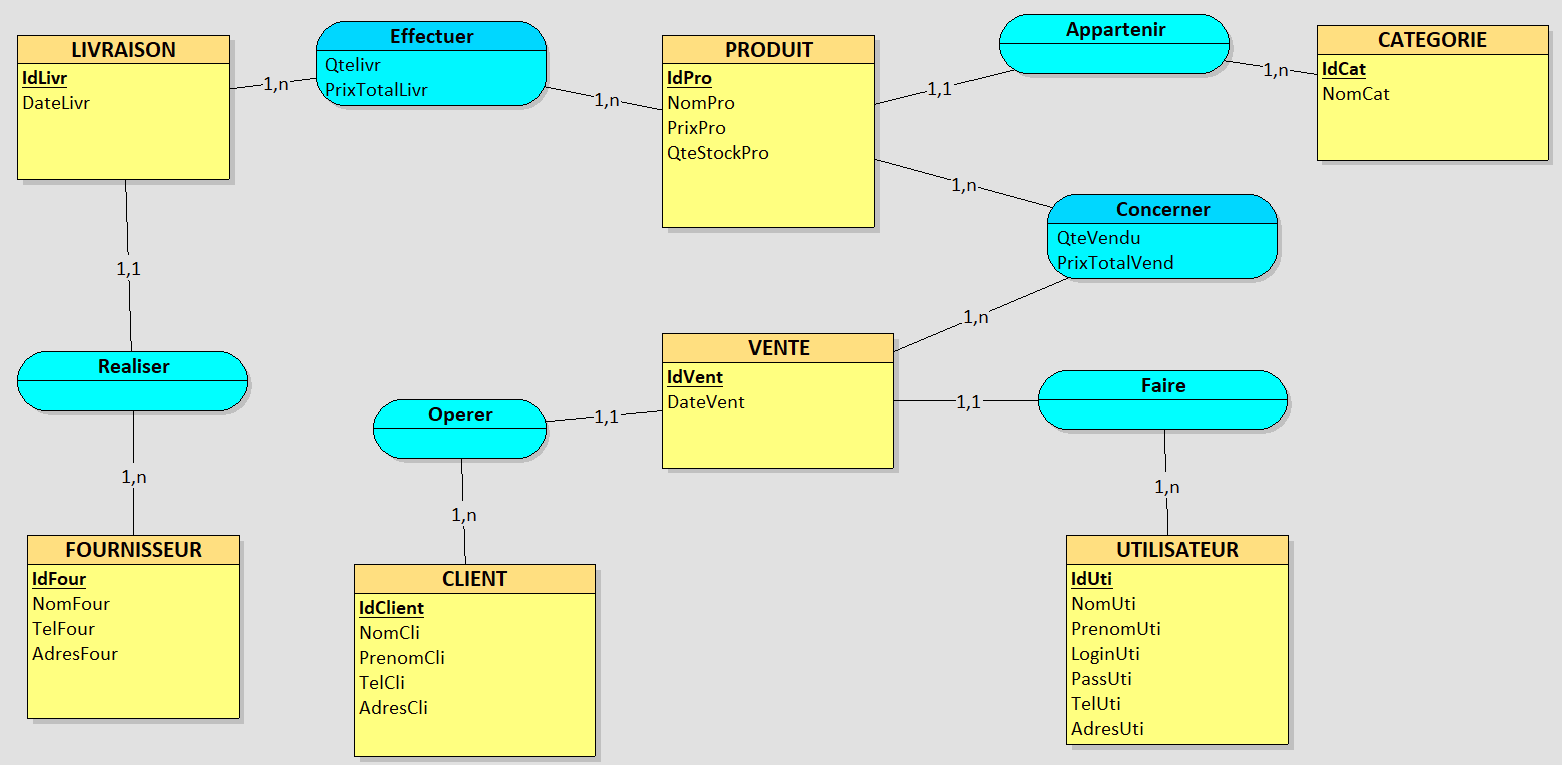 LIVRAISON
IdLivr
DateLivr
1,n
Effectuer
Qtelivr
PrixTotalLivr
1,n
PRODUIT
IdPro
NomPro
PrixPro
QteStockPro
1,1
Appartenir
1,n
CATEGORIE
IdCat
NomCat
1,n
Concerner
QteVendu
PrixTotalVend
1,n
1,1
Realiser
1,n
FOURNISSEUR
IdFour
NomFour
TelFour
AdresFour
VENTE
IdVent
DateVent
1,1
Operer
1,n
CLIENT
IdClient
NomCli
PrenomCli
TelCli
AdresCli
1,1
Faire
1,n
UTILISATEUR
IdUti
NomUti
PrenomUti
LoginUti
PassUti
TelUti
AdresUti